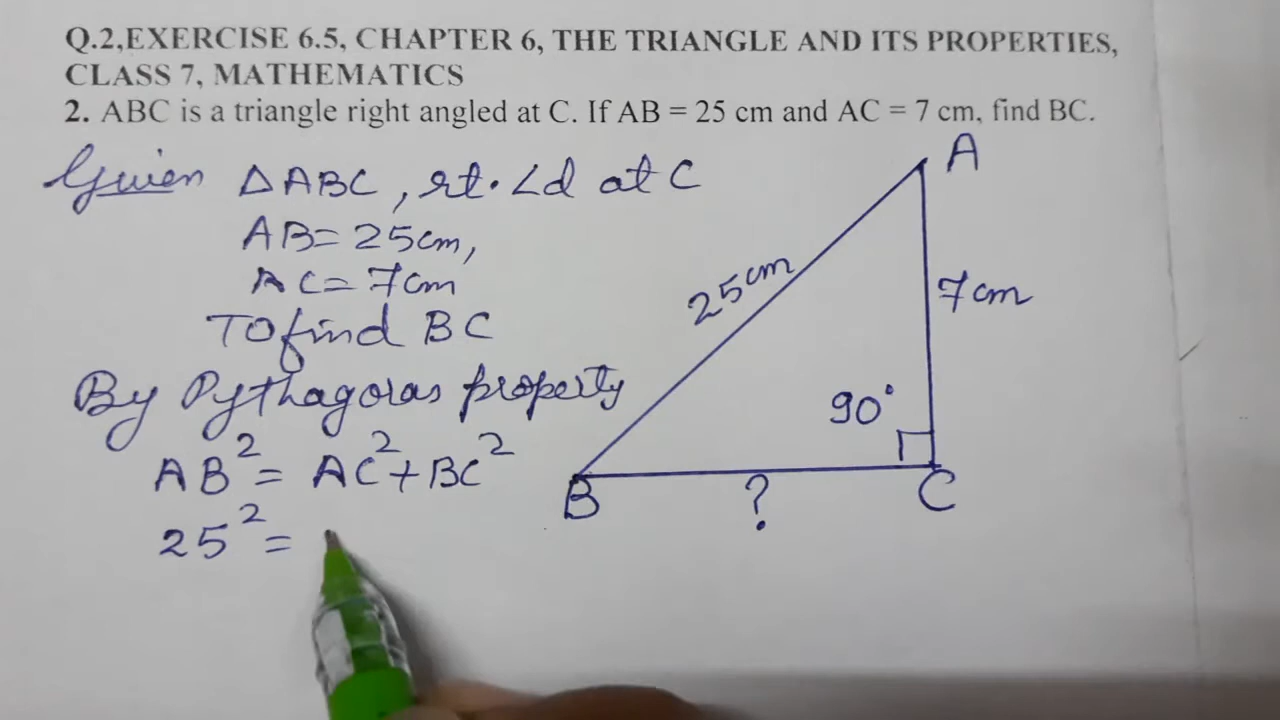 Q.2,EXERCISE 6.5, CHAPTER 6, THE TRIANGLE AND ITS PROPERTIES,
CLASS 7, MATHEMATICS
2. ABC is a triangle right angled at C. If AB = 25 cm and AC = 7 cm, find BC.
Given △ABC, rt. ∠d at C
AB = 25cm,
AC = 7cm
To find BC
By Pythagoras property
AB² = AC² + BC²
25² =
A
25cm
7cm
90°
B
?
C